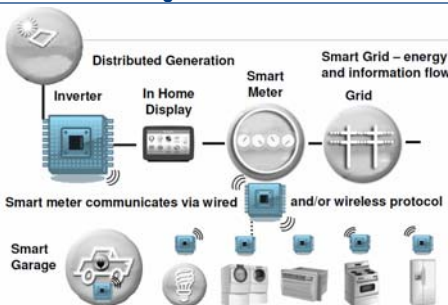 Distributed Generation
Smart Grid – energy
and information flow
Inverter
In Home
Display
Smart
Meter
Grid
Smart meter communicates via wired
and/or wireless protocol
Smart
Garage